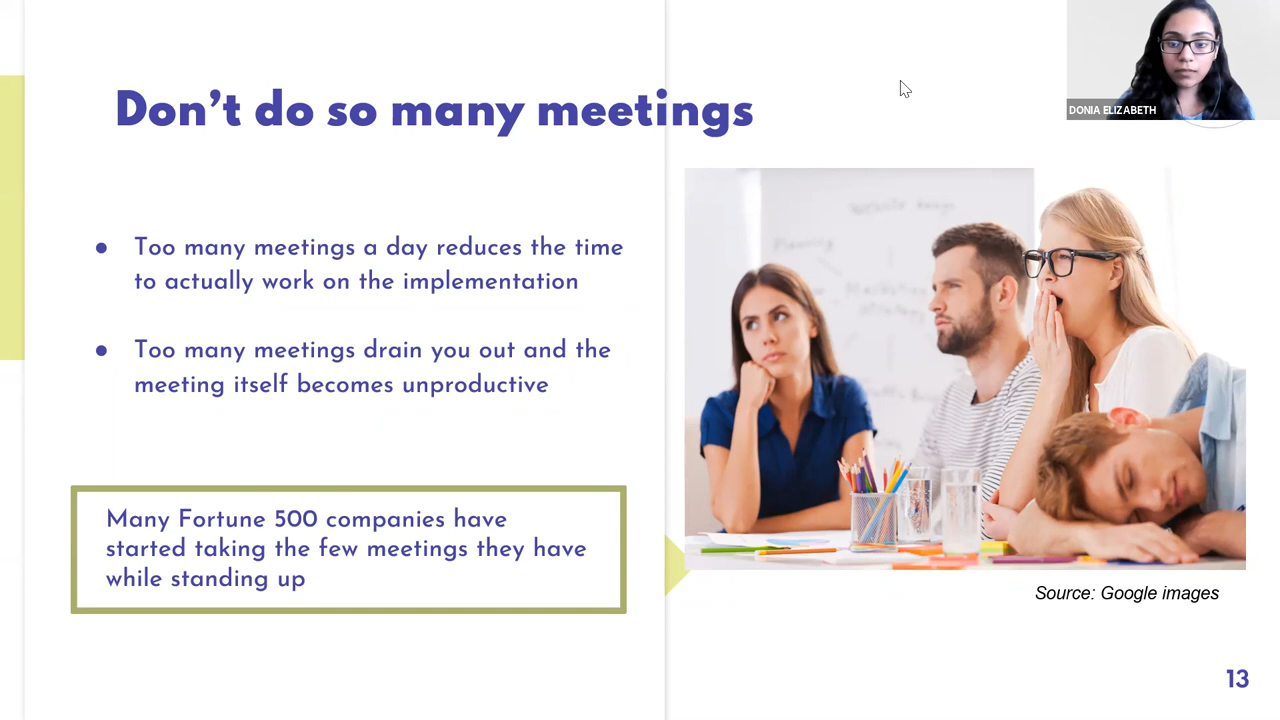 DONIA ELIZABETH
Don't do so many meetings
● Too many meetings a day reduces the time
to actually work on the implementation
● Too many meetings drain you out and the
meeting itself becomes unproductive
Many Fortune 500 companies have
started taking the few meetings they have
while standing up
Source: Google images
13